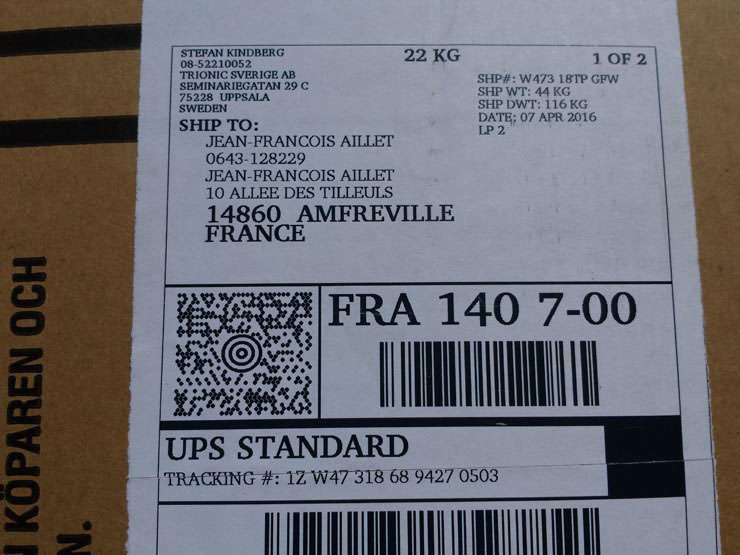 STEFAN KINDBERG
08-52210052
TRIONIC SVERIGE AB
SEMINARIEGATAN 29 C
75228 UPPSALA
SWEDEN
22 KG
1 OF 2
SHP#: W473 18TP GFW
SHP WT: 44 KG
SHP DWT: 116 KG
DATE: 07 APR 2016
LP 2
SHIP TO:
JEAN-FRANCOIS AILLET
0643-128229
JEAN-FRANCOIS AILLET
10 ALLEE DES TILLEULS
14860 AMFREVILLE
FRANCE
FRA 140 7-00
UPS STANDARD
TRACKING #: 1Z W47 318 68 9427 0503
KÖPAREN OCH
N.